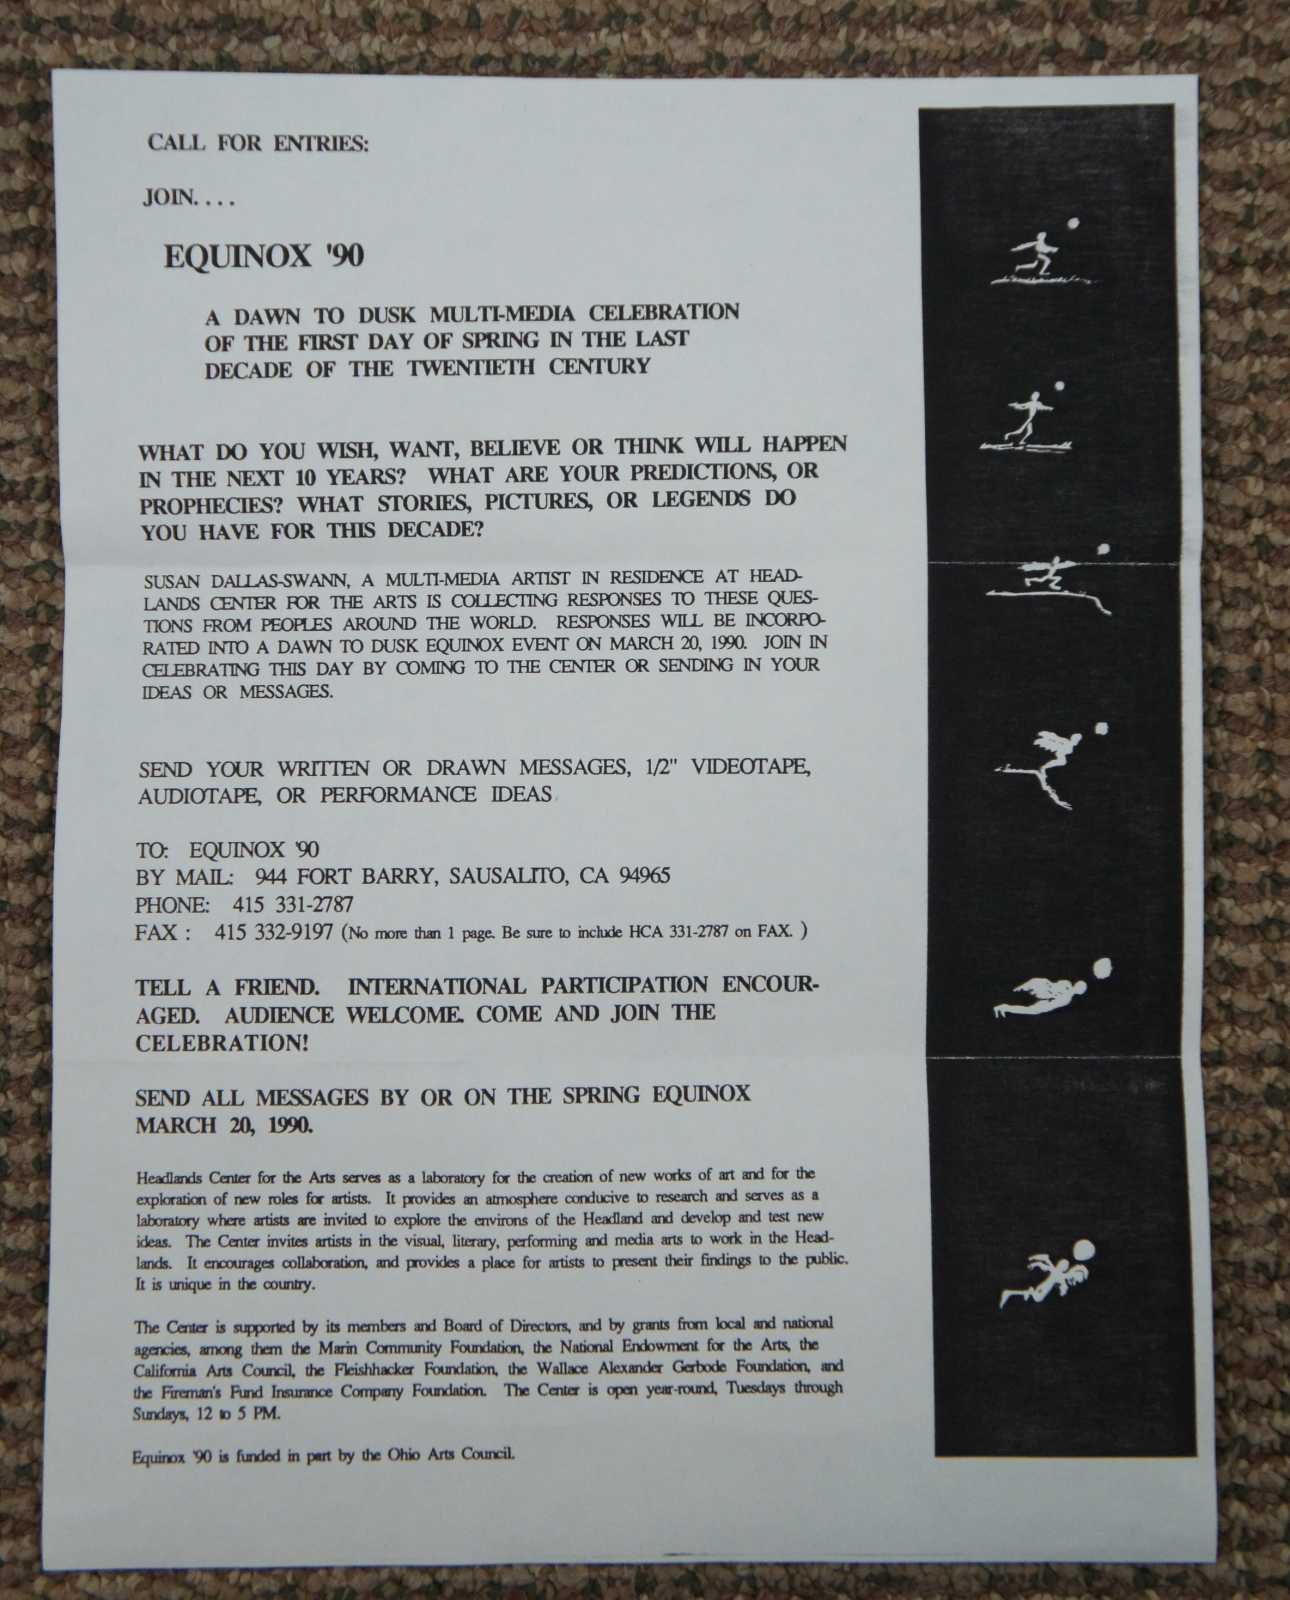 CALL FOR ENTRIES:
JOIN....
EQUINOX '90
A DAWN TO DUSK MULTI-MEDIA CELEBRATION
OF THE FIRST DAY OF SPRING IN THE LAST
DECADE OF THE TWENTIETH CENTURY
WHAT DO YOU WISH, WANT, BELIEVE OR THINK WILL HAPPEN
IN THE NEXT 10 YEARS? WHAT ARE YOUR PREDICTIONS, OR
PROPHECIES? WHAT STORIES, PICTURES, OR LEGENDS DO
YOU HAVE FOR THIS DECADE?
SUSAN DALLAS-SWANN, A MULTI-MEDIA ARTIST IN RESIDENCE AT HEAD-
LANDS CENTER FOR THE ARTS IS COLLECTING RESPONSES TO THESE QUES-
TIONS FROM PEOPLES AROUND THE WORLD. RESPONSES WILL BE INCORPO-
RATED INTO A DAWN TO DUSK EQUINOX EVENT ON MARCH 20, 1990. JOIN IN
CELEBRATING THIS DAY BY COMING TO THE CENTER OR SENDING IN YOUR
IDEAS OR MESSAGES.
SEND YOUR WRITTEN OR DRAWN MESSAGES, 1/2" VIDEOTAPE,
AUDIOTAPE, OR PERFORMANCE IDEAS
TO: EQUINOX '90
BY MAIL: 944 FORT BARRY, SAUSALITO, CA 94965
PHONE: 415 331-2787
FAX : 415 332-9197 (No more than 1 page. Be sure to include HCA 331-2787 on FAX. )
TELL A FRIEND. INTERNATIONAL PARTICIPATION ENCOUR-
AGED. AUDIENCE WELCOME. COME AND JOIN THE
CELEBRATION!
SEND ALL MESSAGES BY OR ON THE SPRING EQUINOX
MARCH 20, 1990.
Headlands Center for the Arts serves as a laboratory for the creation of new works of art and for the
exploration of new roles for artists. It provides an atmosphere conducive to research and serves as a
laboratory where artists are invited to explore the environs of the Headland and develop and test new
ideas. The Center invites artists in the visual, literary, performing and media arts to work in the Head-
lands. It encourages collaboration, and provides a place for artists to present their findings to the public.
It is unique in the country.
The Center is supported by its members and Board of Directors, and by grants from local and national
agencies, among them the Marin Community Foundation, the National Endowment for the Arts, the
California Arts Council, the Fleishhacker Foundation, the Wallace Alexander Gerbode Foundation, and
the Fireman's Fund Insurance Company Foundation. The Center is open year-round, Tuesdays through
Sundays, 12 to 5 PM.
Equinox '90 is funded in part by the Ohio Arts Council.